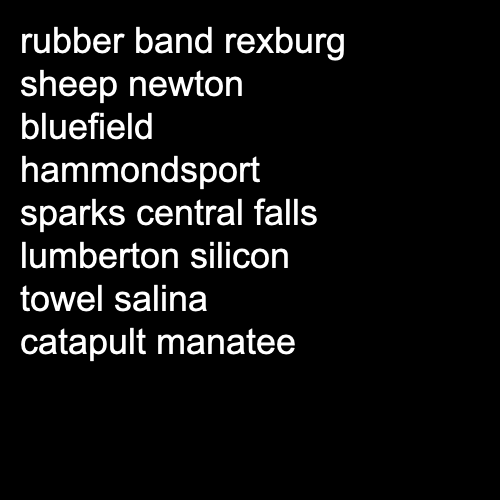 rubber band rexburg
sheep newton
bluefield
hammondsport
sparks central falls
lumberton silicon
towel salina
catapult manatee